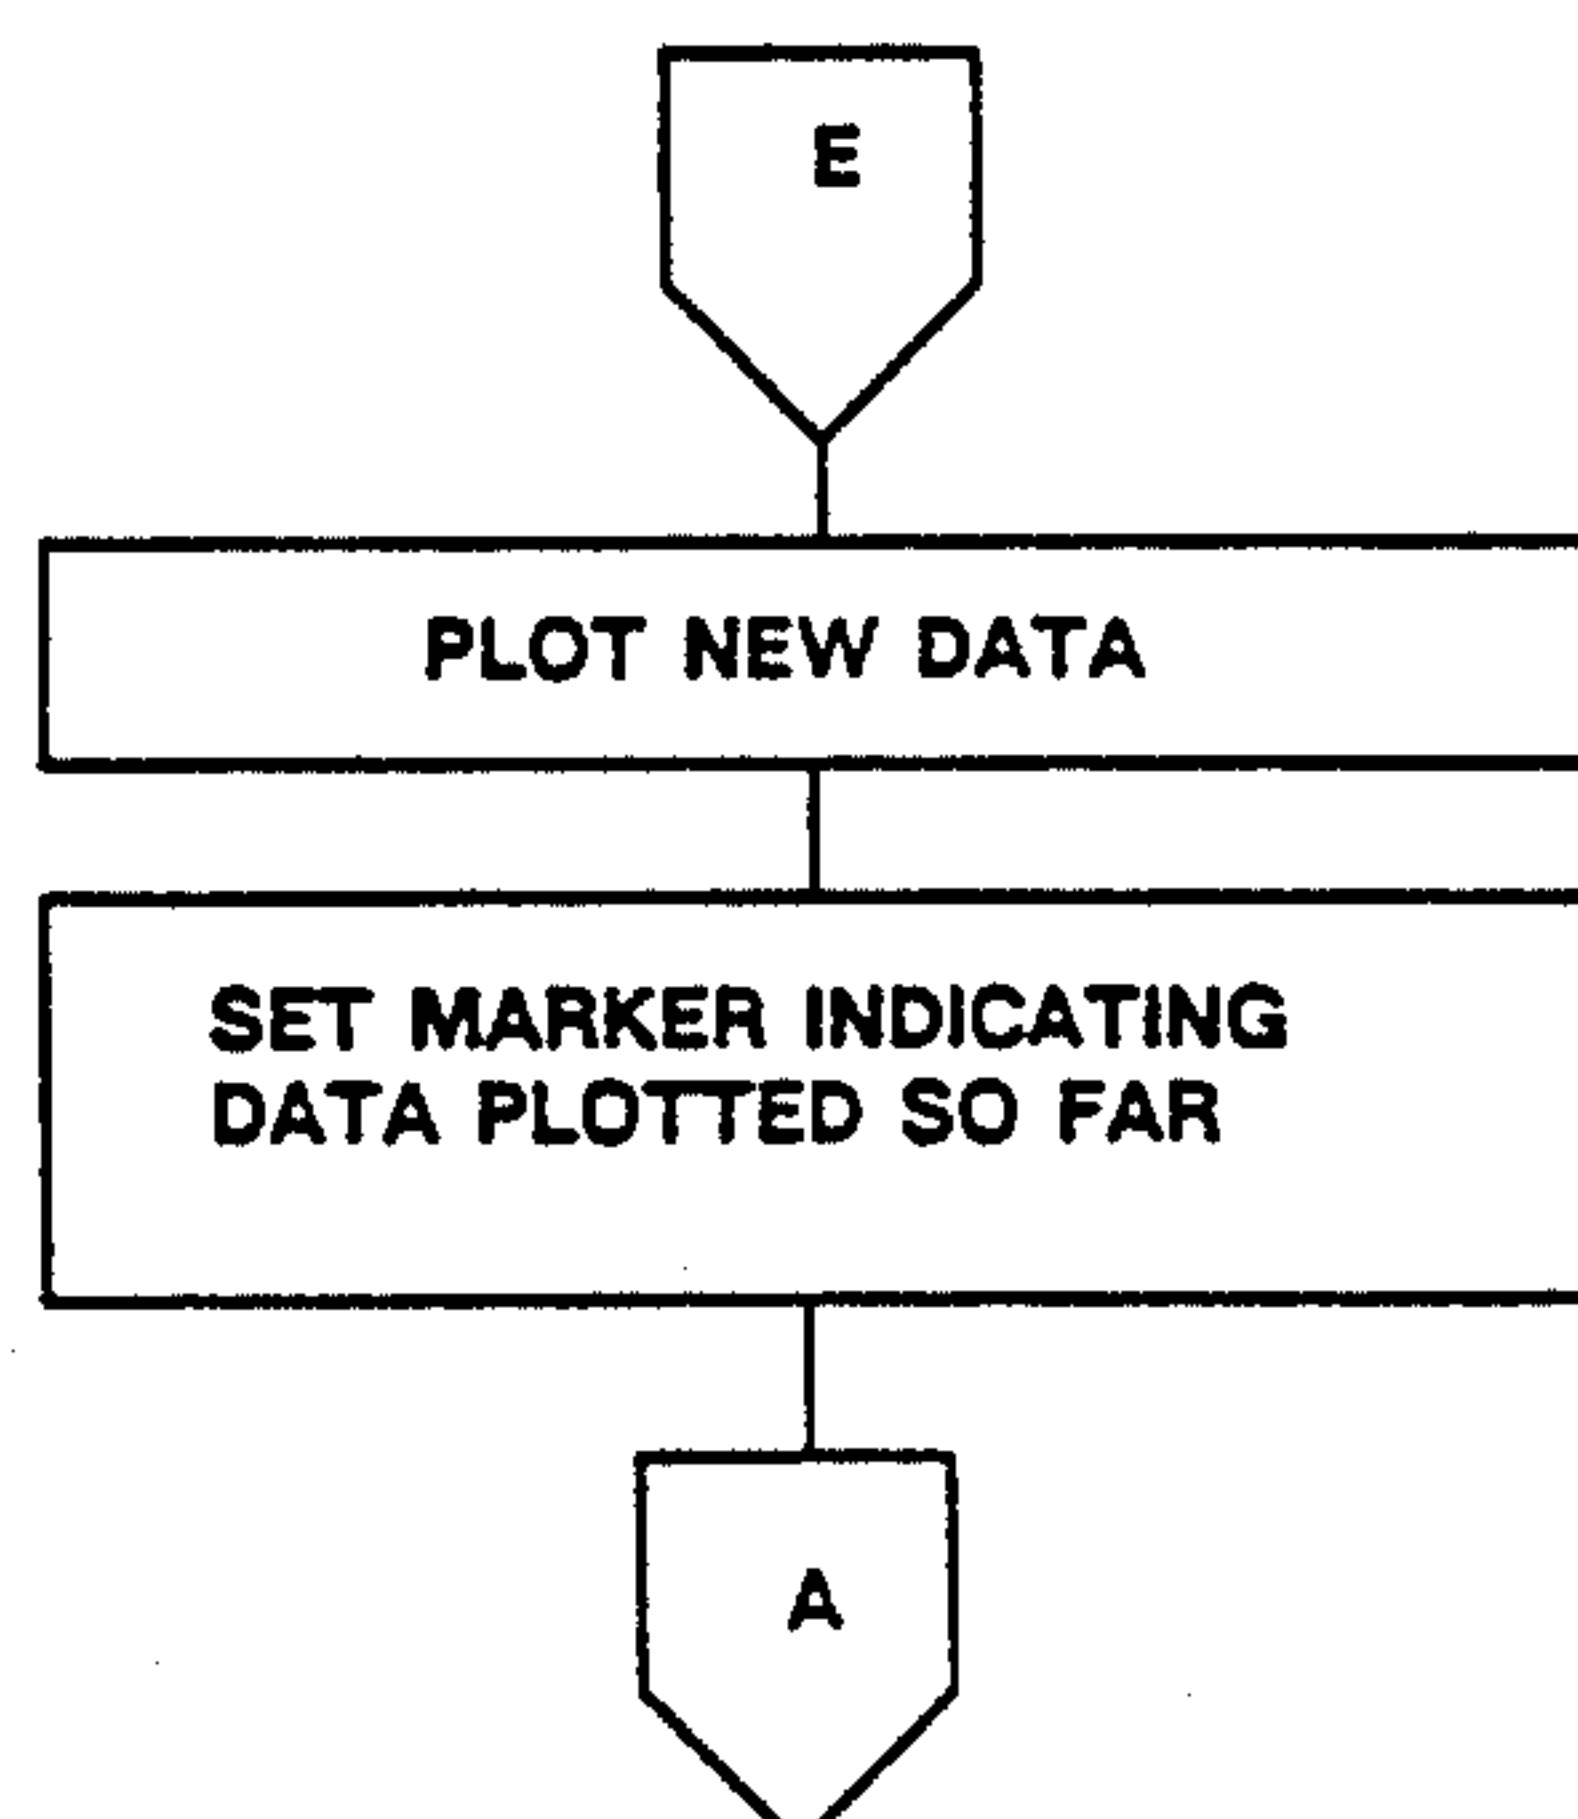 E
PLOT NEW DATA
SET MARKER INDICATING
DATA PLOTTED SO FAR
A